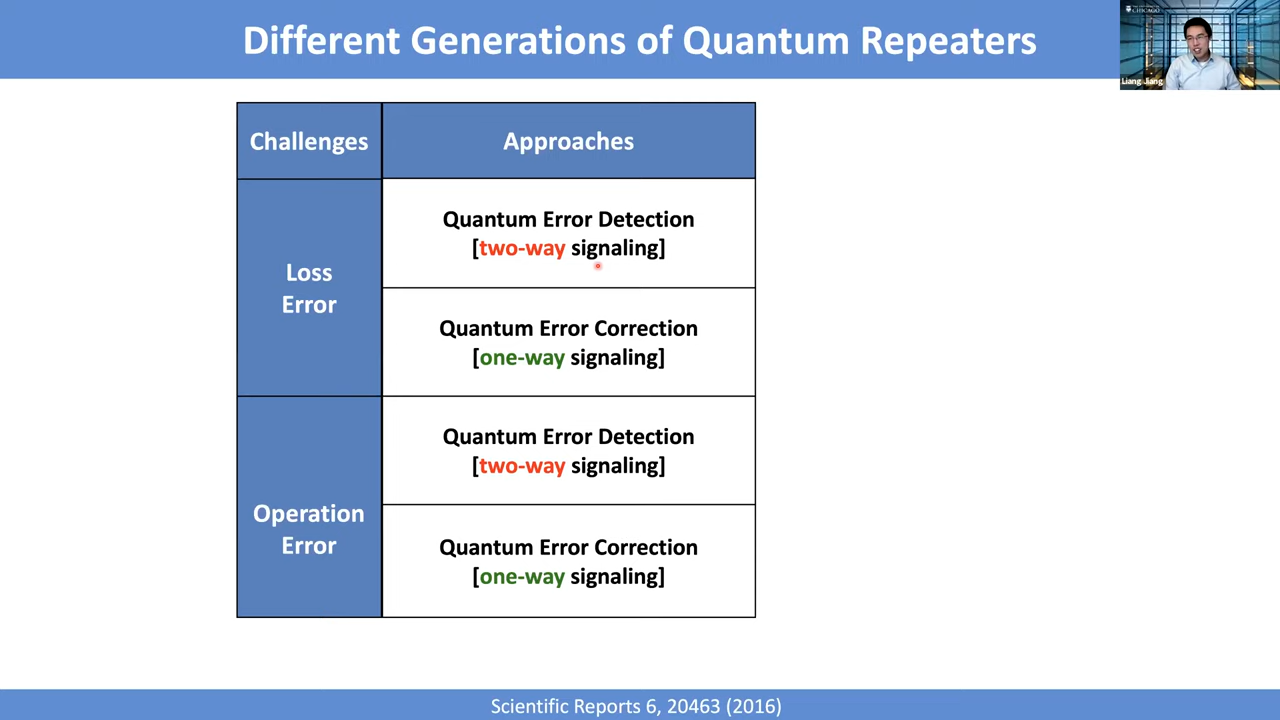 Different Generations of Quantum Repeaters
CHICAGO
Liang Jiang
Challenges
Approaches
Loss
Error
Quantum Error Detection
[two-way signaling]
Quantum Error Correction
[one-way signaling]
Operation
Error
Quantum Error Detection
[two-way signaling]
Quantum Error Correction
[one-way signaling]
Scientific Reports 6, 20463 (2016)